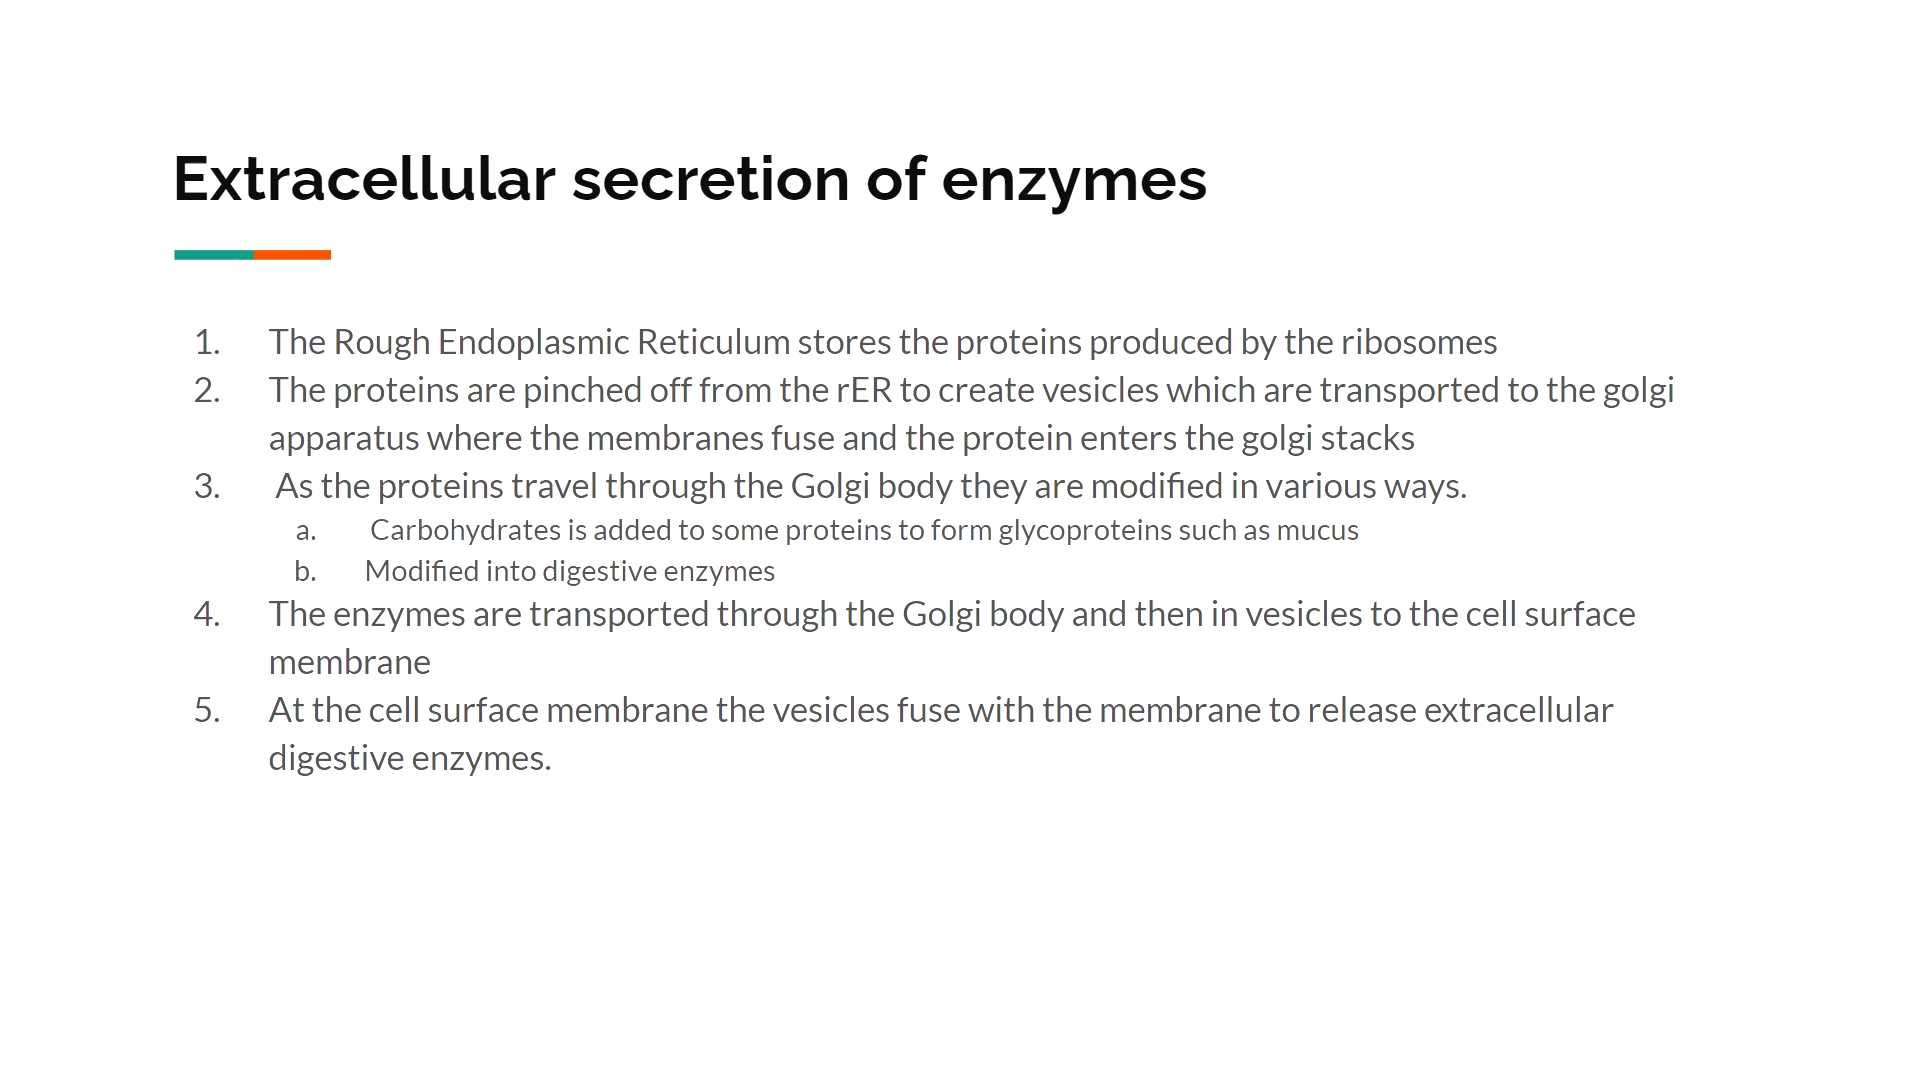 Extracellular secretion of enzymes
1. The Rough Endoplasmic Reticulum stores the proteins produced by the ribosomes
2. The proteins are pinched off from the rER to create vesicles which are transported to the golgi
apparatus where the membranes fuse and the protein enters the golgi stacks
3. As the proteins travel through the Golgi body they are modified in various ways.
a. Carbohydrates is added to some proteins to form glycoproteins such as mucus
b. Modified into digestive enzymes
4. The enzymes are transported through the Golgi body and then in vesicles to the cell surface
membrane
5. At the cell surface membrane the vesicles fuse with the membrane to release extracellular
digestive enzymes.